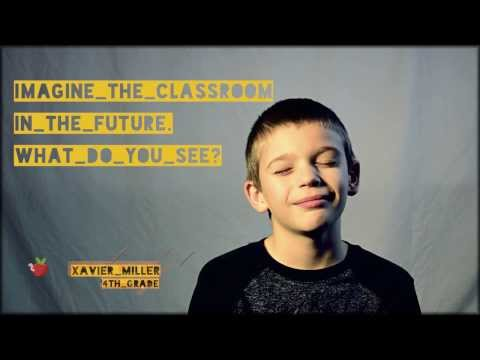 IMAGINE_THE_CLASSROOM
IN_THE_FUTURE.
WHAT_DO_YOU_SEE?
XAVIER_MILLER
4TH_GRADE